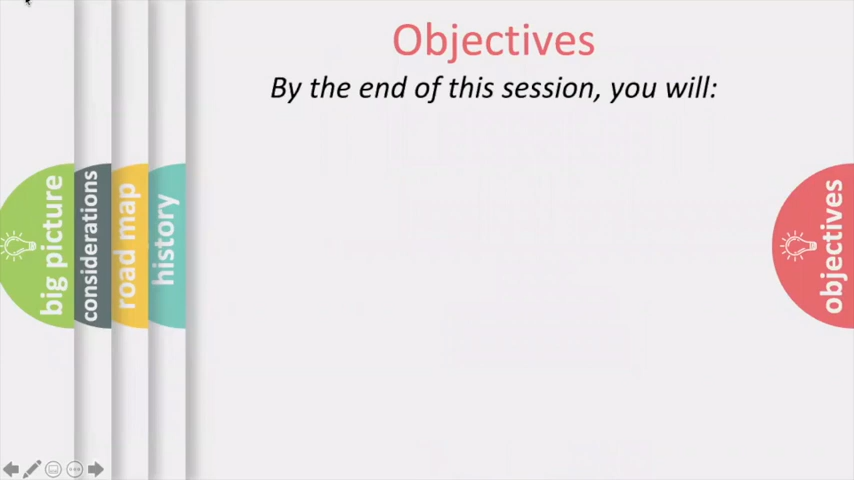 Objectives
By the end of this session, you will:
big picture
considerations
road map
history
objectives